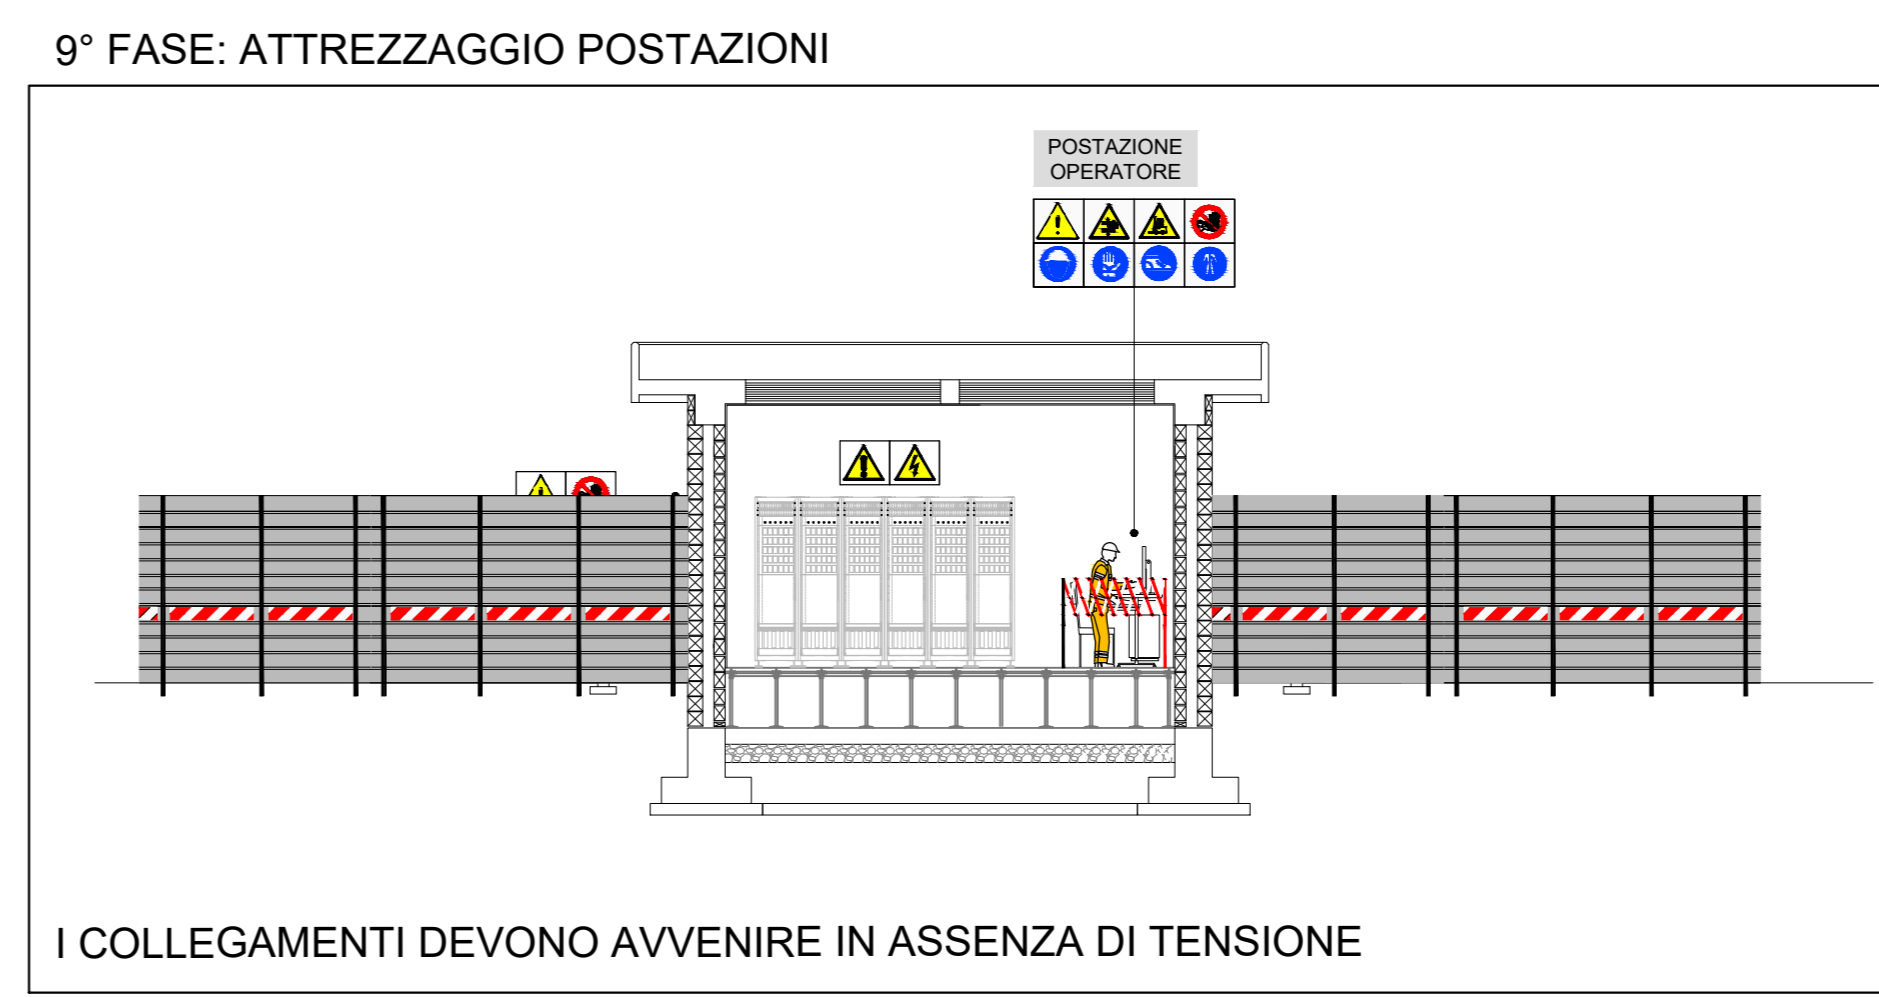 9° FASE: ATTREZZAGGIO POSTAZIONI
POSTAZIONE
OPERATORE
I COLLEGAMENTI DEVONO AVVENIRE IN ASSENZA DI TENSIONE